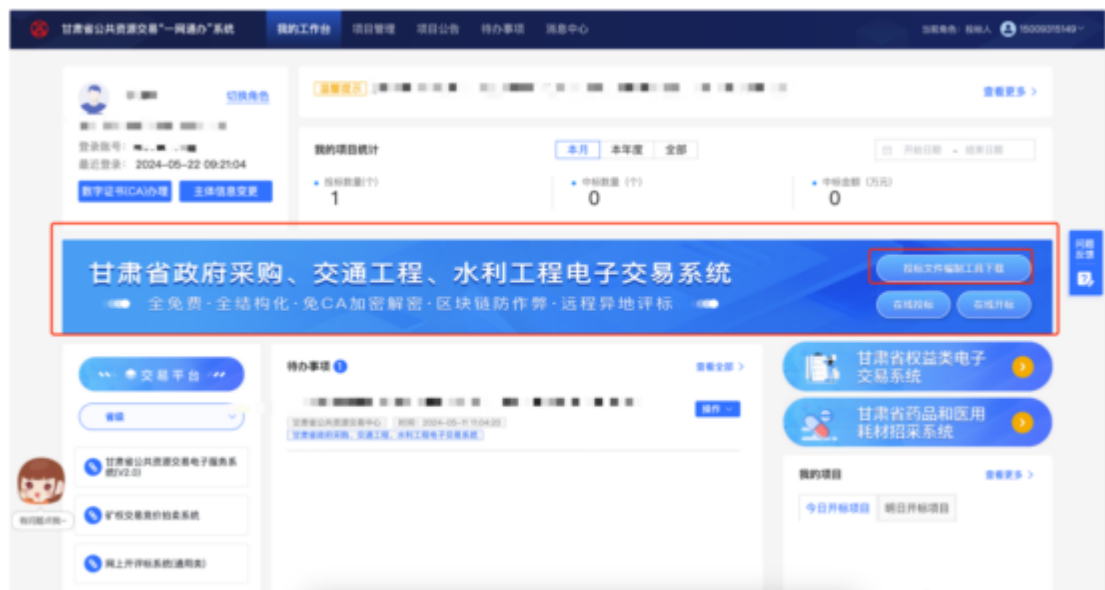 甘肃省公共资源交易“一网通办”系统
我的工作台 项目管理 项目公告 待办事项 消息中心
当前角色: 投标人 15009315149
切换角色
登录账号:
最近登录: 2024-05-22 09:21:04
数字证书(CA)办理 主体信息变更
温馨提示
查看更多 >
我的项目统计
本月 本年度 全部
开始日期 - 结束日期
投标数量(个)
1
中标数量 (个)
0
中标金额 (万元)
0
甘肃省政府采购、交通工程、水利工程电子交易系统
全免费·全结构化·免CA加密解密·区块链防作弊·远程异地评标
投标文件编制工具下载
在线投标 在线开标
问题
反馈
交易平台
省级
甘肃省公共资源交易电子服务系
统(V2.0)
矿权交易竞价拍卖系统
网上开评标系统(通用类)
有问题点我~
待办事项 1
查看全部 >
操作
甘肃省公共资源交易中心 时间: 2024-05-11 11:04:20
甘肃省政府采购、交通工程、水利工程电子交易系统
甘肃省权益类电子
交易系统
甘肃省药品和医用
耗材招采系统
我的项目
查看更多 >
今日开标项目 明日开标项目